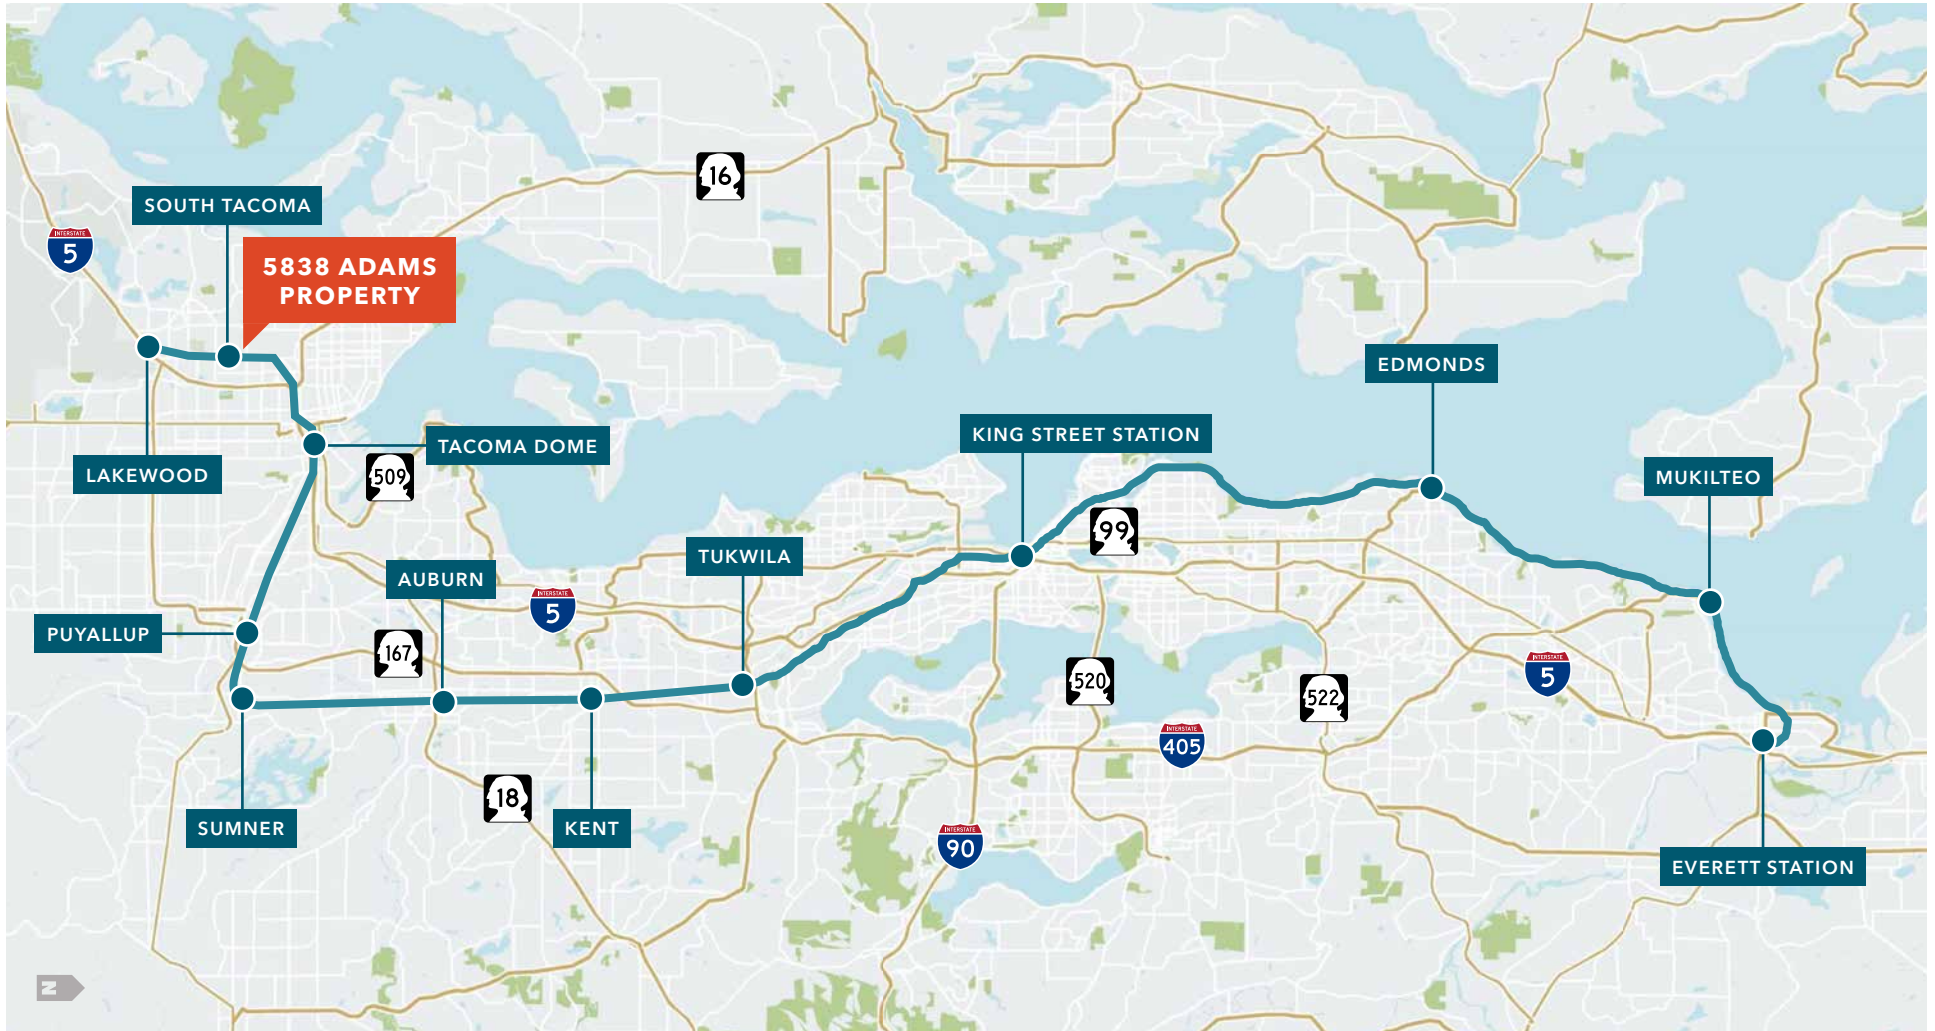 16
SOUTH TACOMA
INTERSTATE
5
5838 ADAMS
PROPERTY
EDMONDS
KING STREET STATION
TACOMA DOME
LAKEWOOD
509
MUKILTEO
99
TUKWILA
AUBURN
INTERSTATE
5
PUYALLUP
167
520
INTERSTATE
5
522
INTERSTATE
405
18
SUMNER
KENT
INTERSTATE
90
EVERETT STATION
N